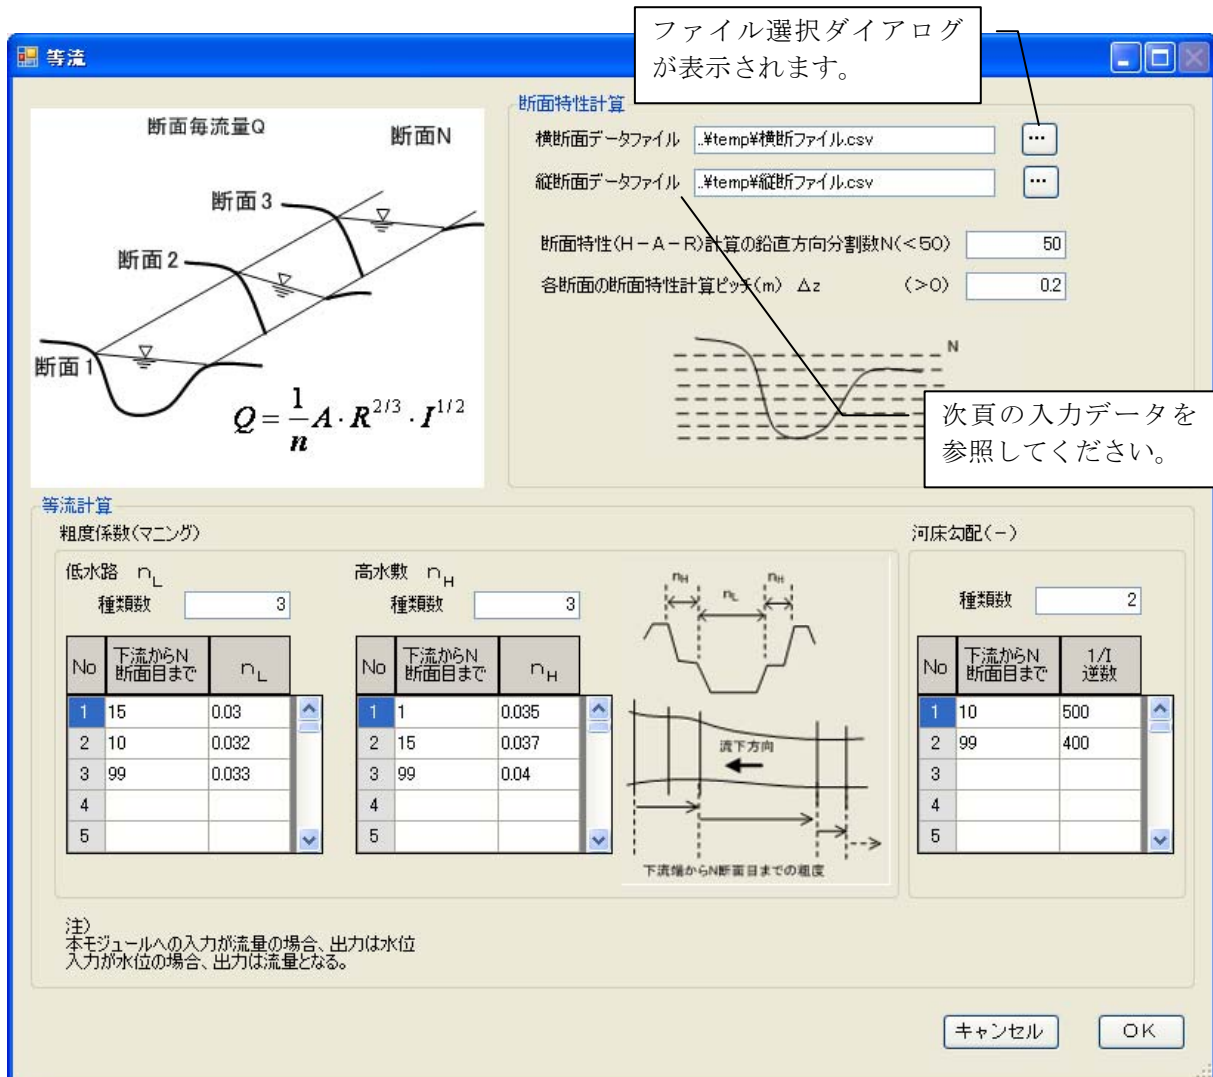 ファイル選択ダイアログ
が表示されます。
等流
断面毎流量Q
断面N
断面3
断面2
断面1
Q = 1/n A · R^2/3 · I^1/2
断面特性計算
横断面データファイル ..¥temp¥横断ファイル.csv ...
縦断面データファイル ..¥temp¥縦断ファイル.csv ...
断面特性(H-A-R)計算の鉛直方向分割数N(<50) 50
各断面の断面特性計算ピッチ(m) Δz (>0) 0.2
N
次頁の入力データを
参照してください。
等流計算
粗度係数(マニング)
低水路 nL
種類数 3
No 下流からN断面目まで nL
1 15 0.03
2 10 0.032
3 99 0.033
4
5
高水敷 nH
種類数 3
No 下流からN断面目まで nH
1 1 0.035
2 15 0.037
3 99 0.04
4
5
nH nL nH
流下方向
下流端からN断面目までの粗度
河床勾配(-)
種類数 2
No 下流からN断面目まで 1/I逆数
1 10 500
2 99 400
3
4
5
注)
本モジュールへの入力が流量の場合、出力は水位
入力が水位の場合、出力は流量となる。
キャンセル OK